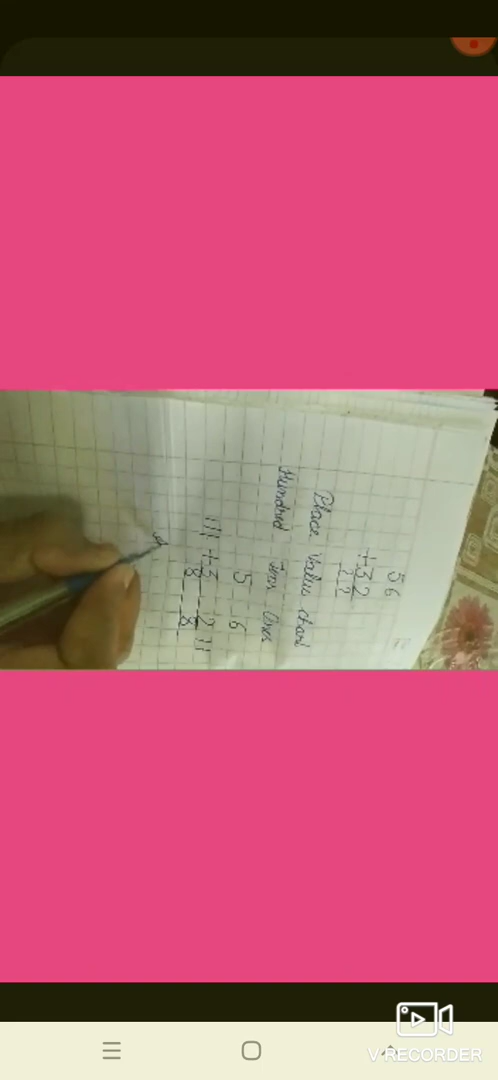 56
+32
??
Place Value chart
Hundred Tens Ones
5 6
||| +3 2 ||
8 8
V RECORDER